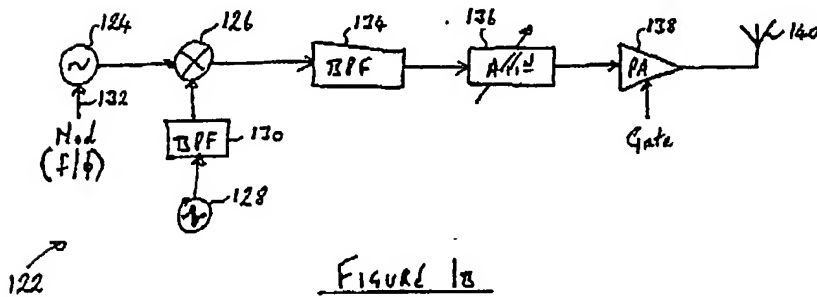 124
126
134
136
138
140
BPF
Att'd
PA
132
Mod
(f/ϕ)
BPF
130
Gate
128
122
FIGURE 1B